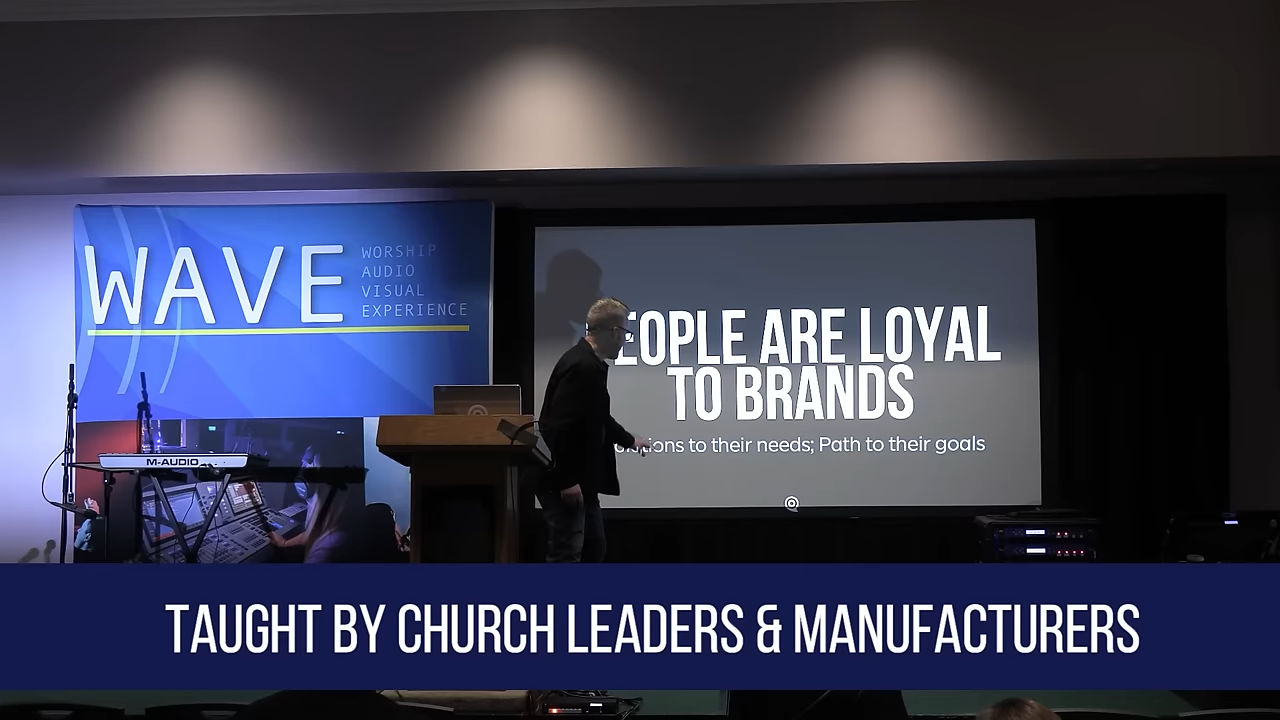 WAVE
WORSHIP
AUDIO
VISUAL
EXPERIENCE
EOPLE ARE LOYAL
TO BRANDS
to their needs; Path to their goals
M-AUDIO
TAUGHT BY CHURCH LEADERS & MANUFACTURERS